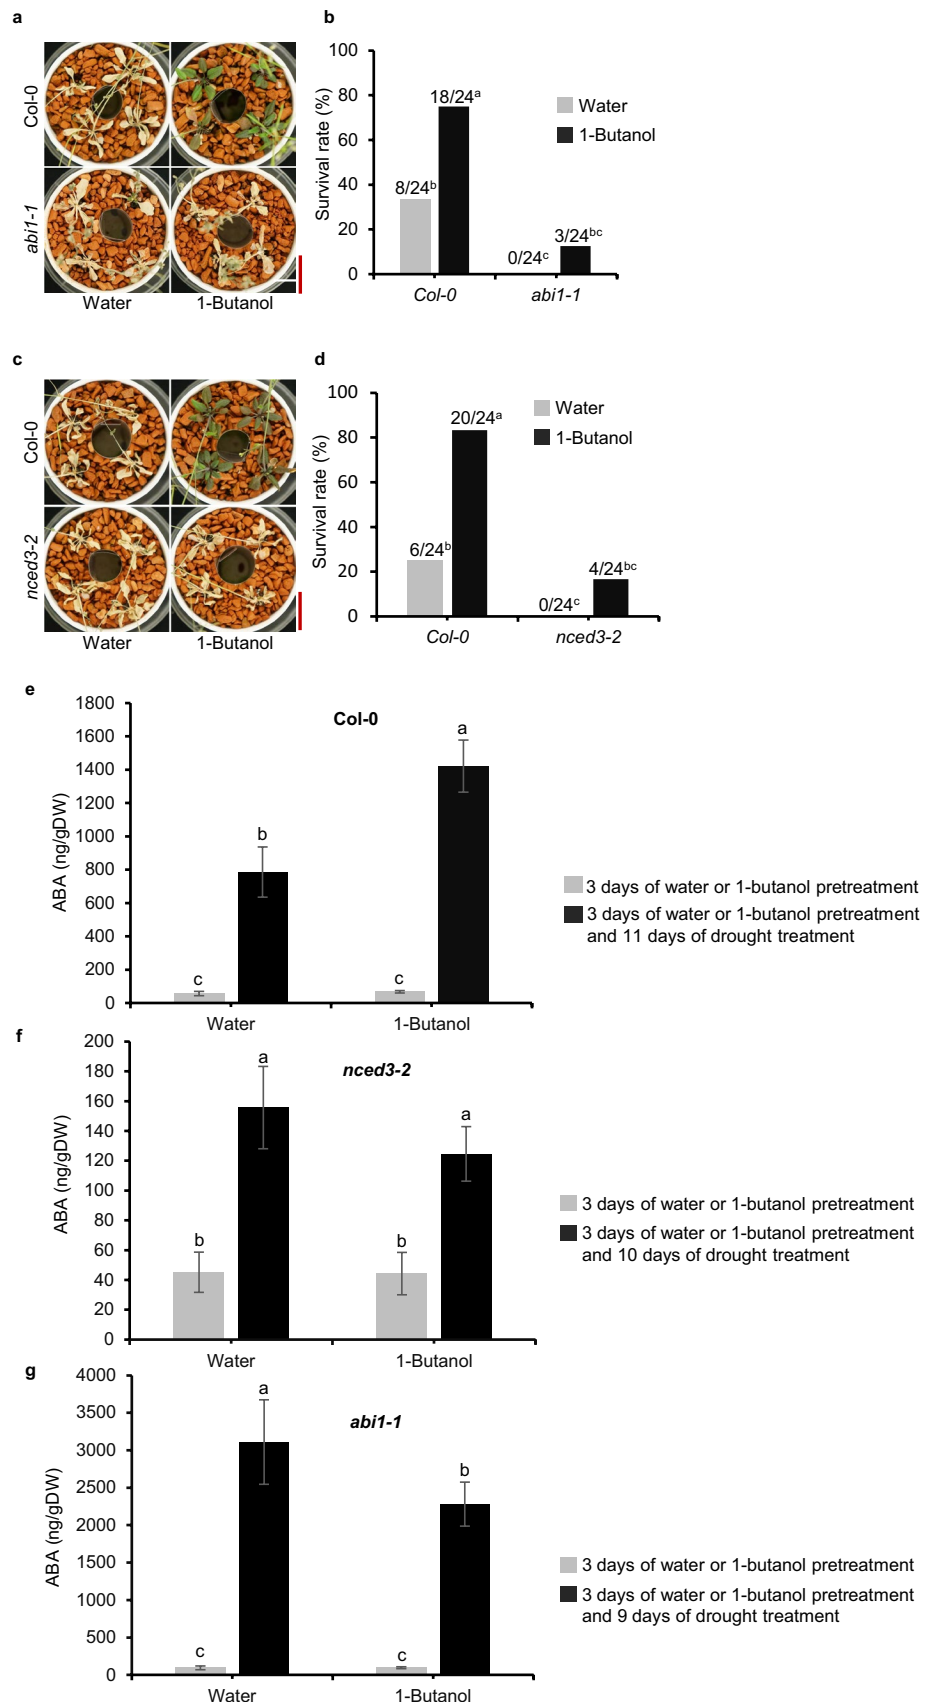 a
Col-0
abi1-1
Water
1-Butanol
b
Survival rate (%)
100
80
60
40
20
0
18/24a
8/24b
0/24c
3/24bc
Water
1-Butanol
Col-0
abi1-1
c
Col-0
nced3-2
Water
1-Butanol
d
Survival rate (%)
100
80
60
40
20
0
20/24a
6/24b
0/24c
4/24bc
Water
1-Butanol
Col-0
nced3-2
e
Col-0
ABA (ng/gDW)
1800
1600
1400
1200
1000
800
600
400
200
0
c
b
c
a
Water
1-Butanol
3 days of water or 1-butanol pretreatment
3 days of water or 1-butanol pretreatment
and 11 days of drought treatment
f
nced3-2
ABA (ng/gDW)
200
180
160
140
120
100
80
60
40
20
0
b
a
b
a
Water
1-Butanol
3 days of water or 1-butanol pretreatment
3 days of water or 1-butanol pretreatment
and 10 days of drought treatment
g
abi1-1
ABA (ng/gDW)
4000
3500
3000
2500
2000
1500
1000
500
0
c
a
c
b
Water
1-Butanol
3 days of water or 1-butanol pretreatment
3 days of water or 1-butanol pretreatment
and 9 days of drought treatment